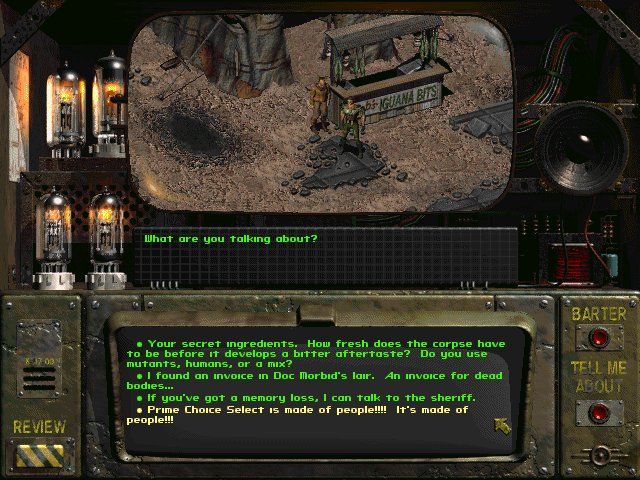 IGUANA BITS
What are you talking about?
• Your secret ingredients. How fresh does the corpse have
to be before it develops a bitter aftertaste? Do you use
mutants, humans, or a mix?
• I found an invoice in Doc Morbid's lair. An invoice for dead
bodies...
• If you've got a memory loss, I can talk to the sheriff.
• Prime Choice Select is made of people!!!! It's made of
people!!!
REVIEW
BARTER
TELL ME
ABOUT